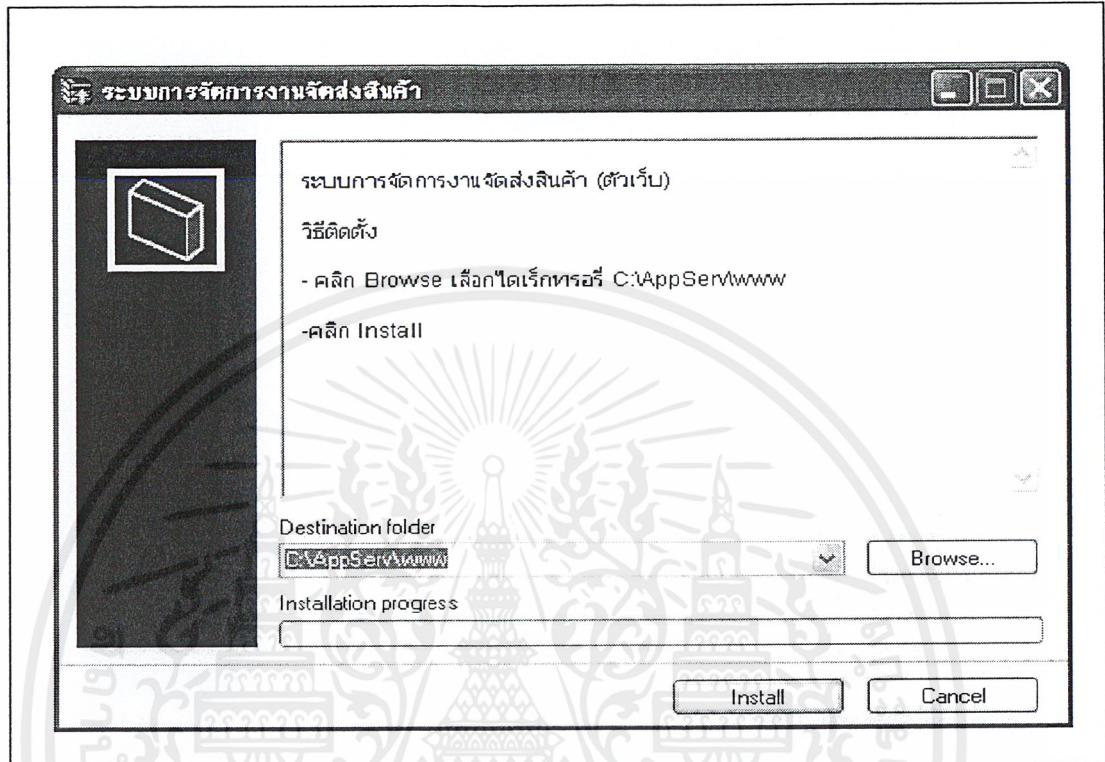 ระบบการจัดการงานจัดส่งสินค้า
ระบบการจัดการงานจัดส่งสินค้า (ตัวเว็บ)
วิธีติดตั้ง
- คลิก Browse เลือกไดเร็กทารอรี่ C:\AppServ\www
-คลิก Install
Destination folder
C:\AppServ\www
Browse...
Installation progress
Install
Cancel